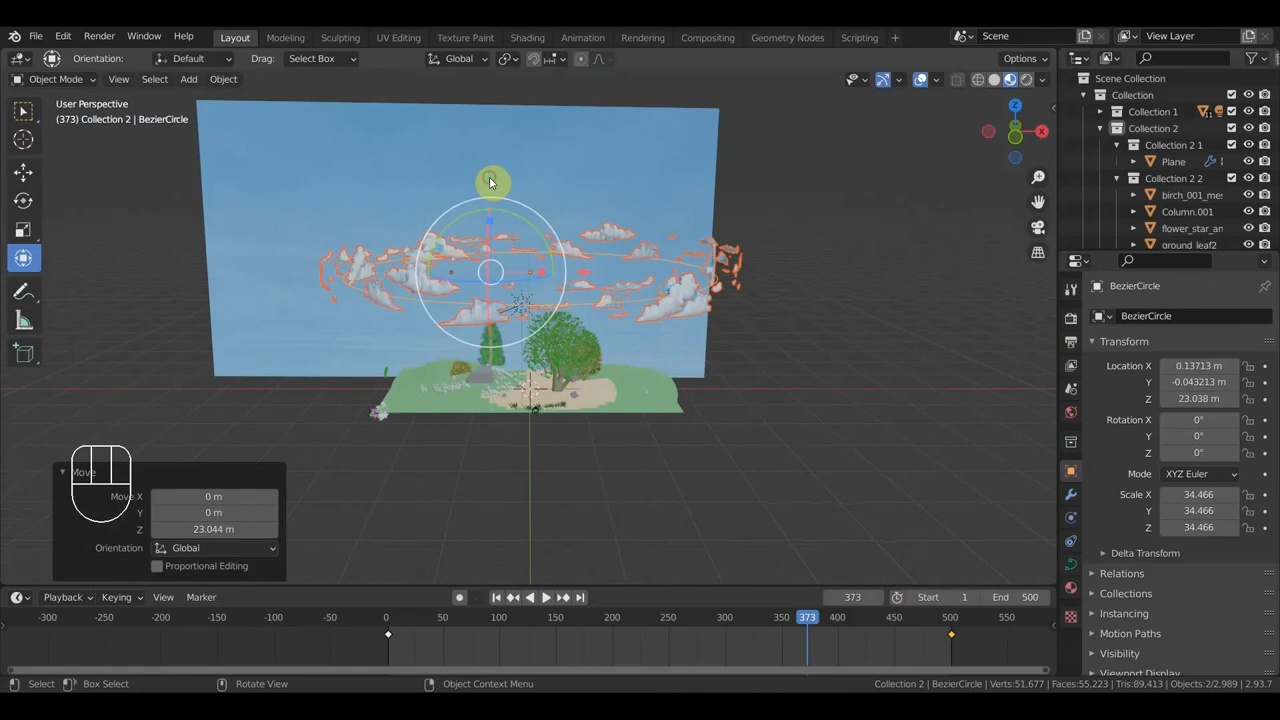 File Edit Render Window Help Layout Modeling Sculpting UV Editing Texture Paint Shading Animation Rendering Compositing Geometry Nodes Scripting + Scene View Layer
Orientation: Default Drag: Select Box Global Options
Object Mode View Select Add Object
Scene Collection
Collection
Collection 1 11
Collection 2
Collection 2 1
Plane
Collection 2 2
birch_001_mes
Column.001
flower_star_an
ground_leaf2
User Perspective
(373) Collection 2 | BezierCircle
Z
X
BezierCircle
BezierCircle
Transform
Location X 0.13713 m
Y -0.043213 m
Z 23.038 m
Rotation X 0°
Y 0°
Z 0°
Mode XYZ Euler
Scale X 34.466
Y 34.466
Z 34.466
Delta Transform
Relations
Collections
Instancing
Motion Paths
Visibility
Viewport Display
Move
Move X 0 m
Y 0 m
Z 23.044 m
Orientation Global
Proportional Editing
Playback Keying View Marker 373 Start 1 End 500
-300 -250 -200 -150 -100 -50 0 50 100 150 200 250 300 373 400 450 500 550
Select Box Select Rotate View Object Context Menu Collection 2 | BezierCircle | Verts:51,677 | Faces:55,223 | Tris:89,413 | Objects:2/2,989 | 2.93.7